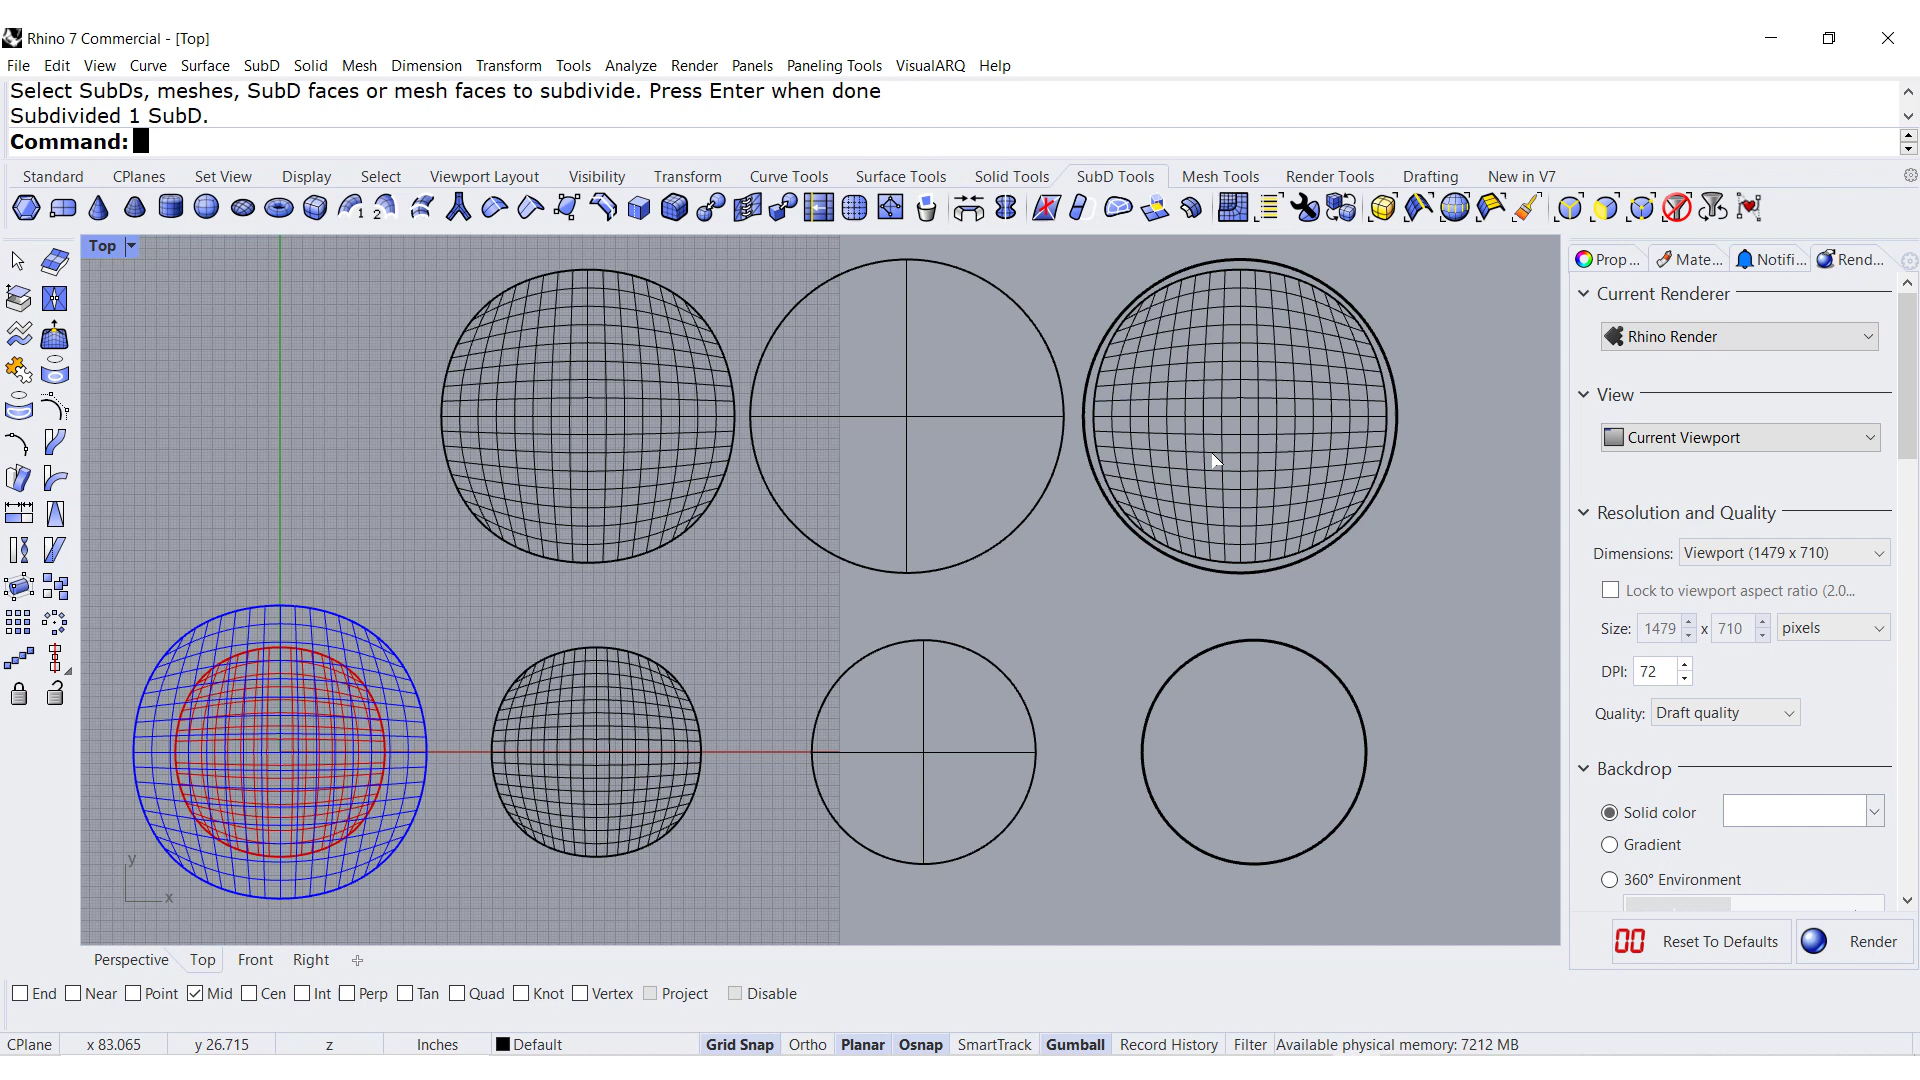 Rhino 7 Commercial - [Top]
File Edit View Curve Surface SubD Solid Mesh Dimension Transform Tools Analyze Render Panels Paneling Tools VisualARQ Help
Select SubDs, meshes, SubD faces or mesh faces to subdivide. Press Enter when done
Subdivided 1 SubD.
Command:
Standard CPlanes Set View Display Select Viewport Layout Visibility Transform Curve Tools Surface Tools Solid Tools SubD Tools Mesh Tools Render Tools Drafting New in V7
1 2
Top
Prop... Mate... Notifi... Rend...
Current Renderer
Rhino Render
View
Current Viewport
Resolution and Quality
Dimensions: Viewport (1479 x 710)
Lock to viewport aspect ratio (2.0...
Size: 1479 x 710 pixels
DPI: 72
Quality: Draft quality
Backdrop
Solid color
Gradient
360° Environment
y
x
00 Reset To Defaults Render
Perspective Top Front Right
End Near Point Mid Cen Int Perp Tan Quad Knot Vertex Project Disable
CPlane x 83.065 y 26.715 z Inches Default Grid Snap Ortho Planar Osnap SmartTrack Gumball Record History Filter Available physical memory: 7212 MB